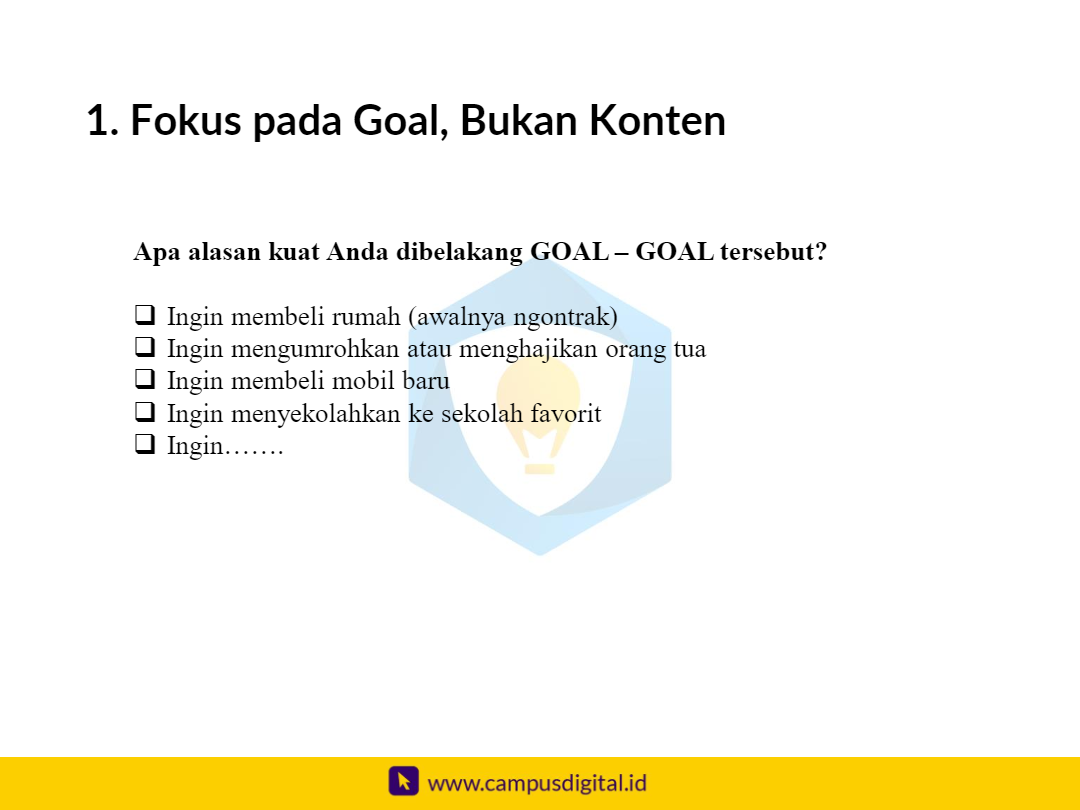 1. Fokus pada Goal, Bukan Konten
Apa alasan kuat Anda dibelakang GOAL – GOAL tersebut?
❑ Ingin membeli rumah (awalnya ngontrak)
❑ Ingin mengumrohkan atau menghajikan orang tua
❑ Ingin membeli mobil baru
❑ Ingin menyekolahkan ke sekolah favorit
❑ Ingin…….
www.campusdigital.id